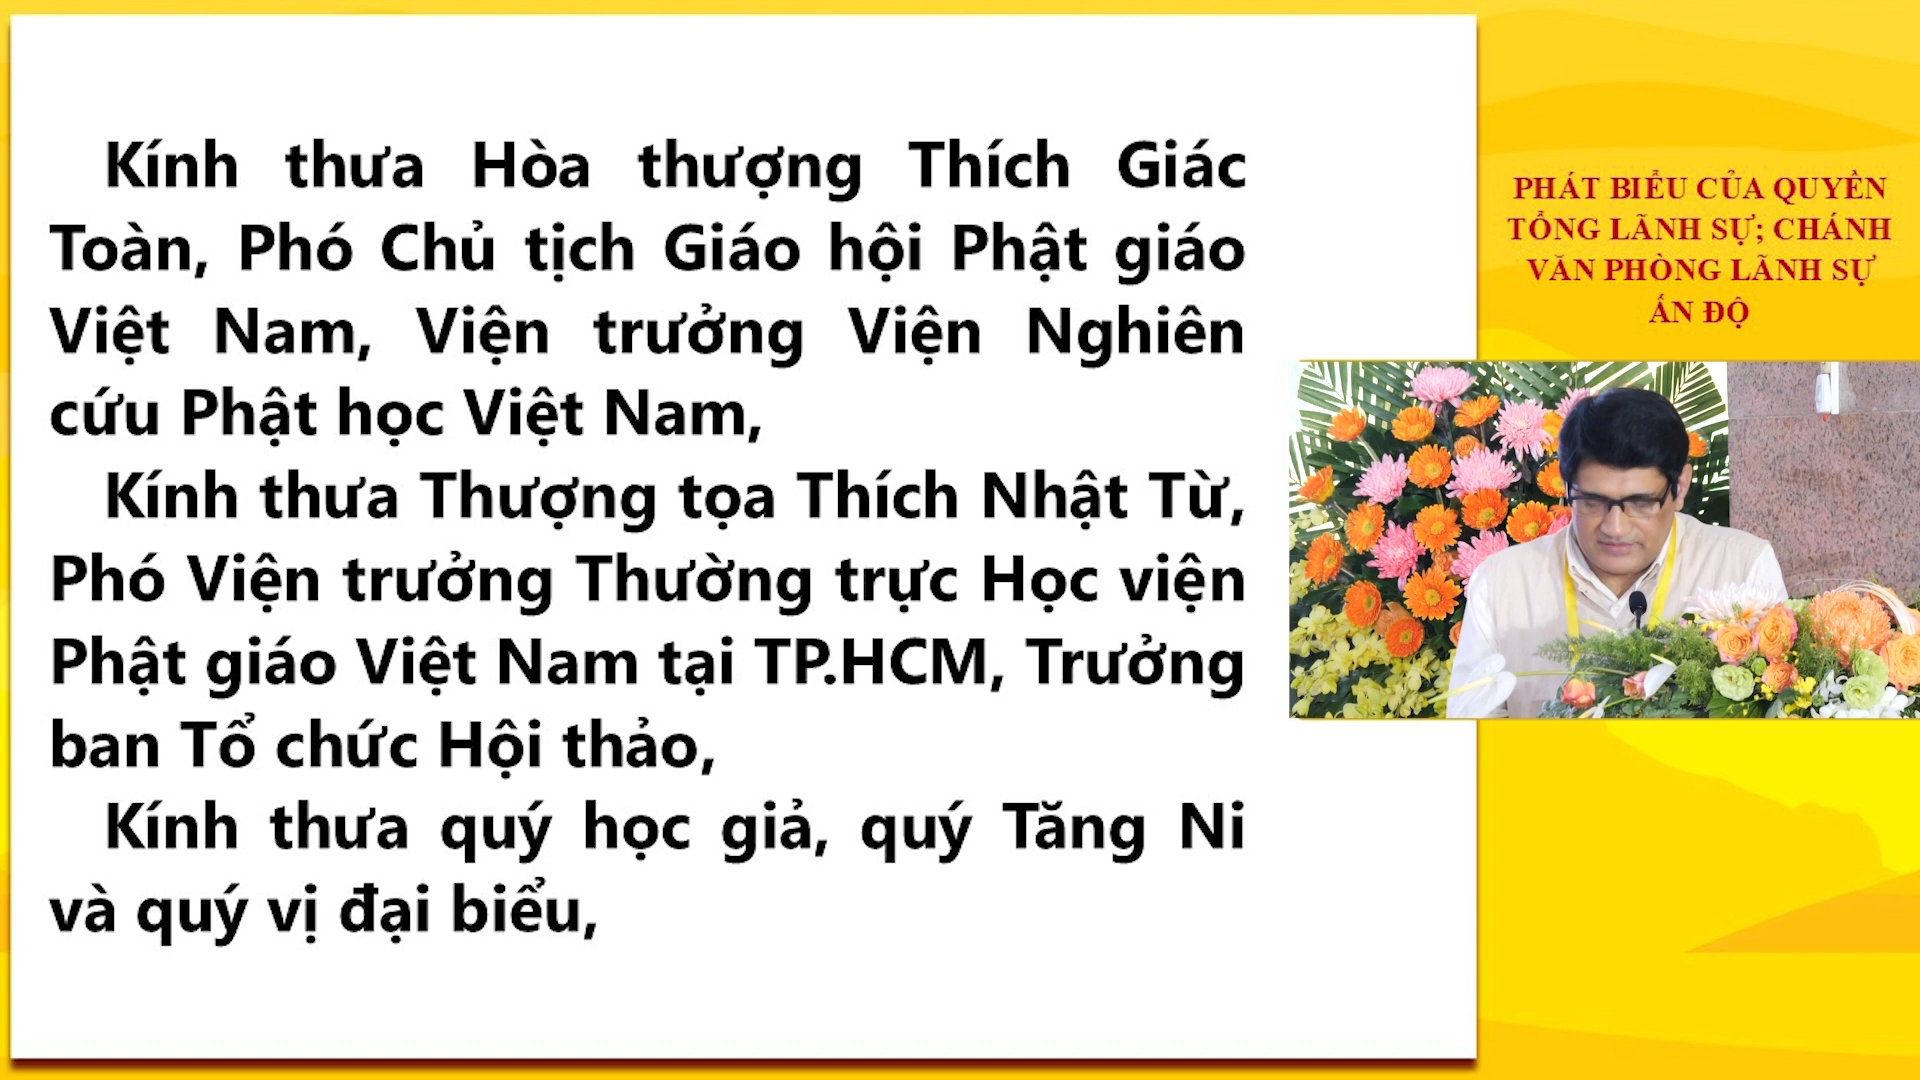 Kính thưa Hòa thượng Thích Giác
Toàn, Phó Chủ tịch Giáo hội Phật giáo
Việt Nam, Viện trưởng Viện Nghiên
cứu Phật học Việt Nam,
Kính thưa Thượng tọa Thích Nhật Từ,
Phó Viện trưởng Thường trực Học viện
Phật giáo Việt Nam tại TP.HCM, Trưởng
ban Tổ chức Hội thảo,
Kính thưa quý học giả, quý Tăng Ni
và quý vị đại biểu,
PHÁT BIỂU CỦA QUYỀN
TỔNG LÃNH SỰ; CHÁNH
VĂN PHÒNG LÃNH SỰ
ẤN ĐỘ